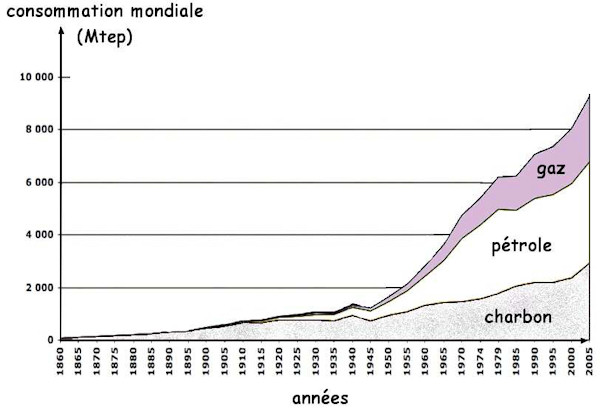 consommation mondiale
(Mtep)
10 000
8 000
6 000
4 000
2 000
0
gaz
pétrole
charbon
1860 1865 1870 1875 1880 1885 1890 1895 1900 1905 1910 1915 1920 1925 1930 1935 1940 1945 1950 1955 1960 1965 1970 1974 1979 1985 1990 1995 2000 2005
années